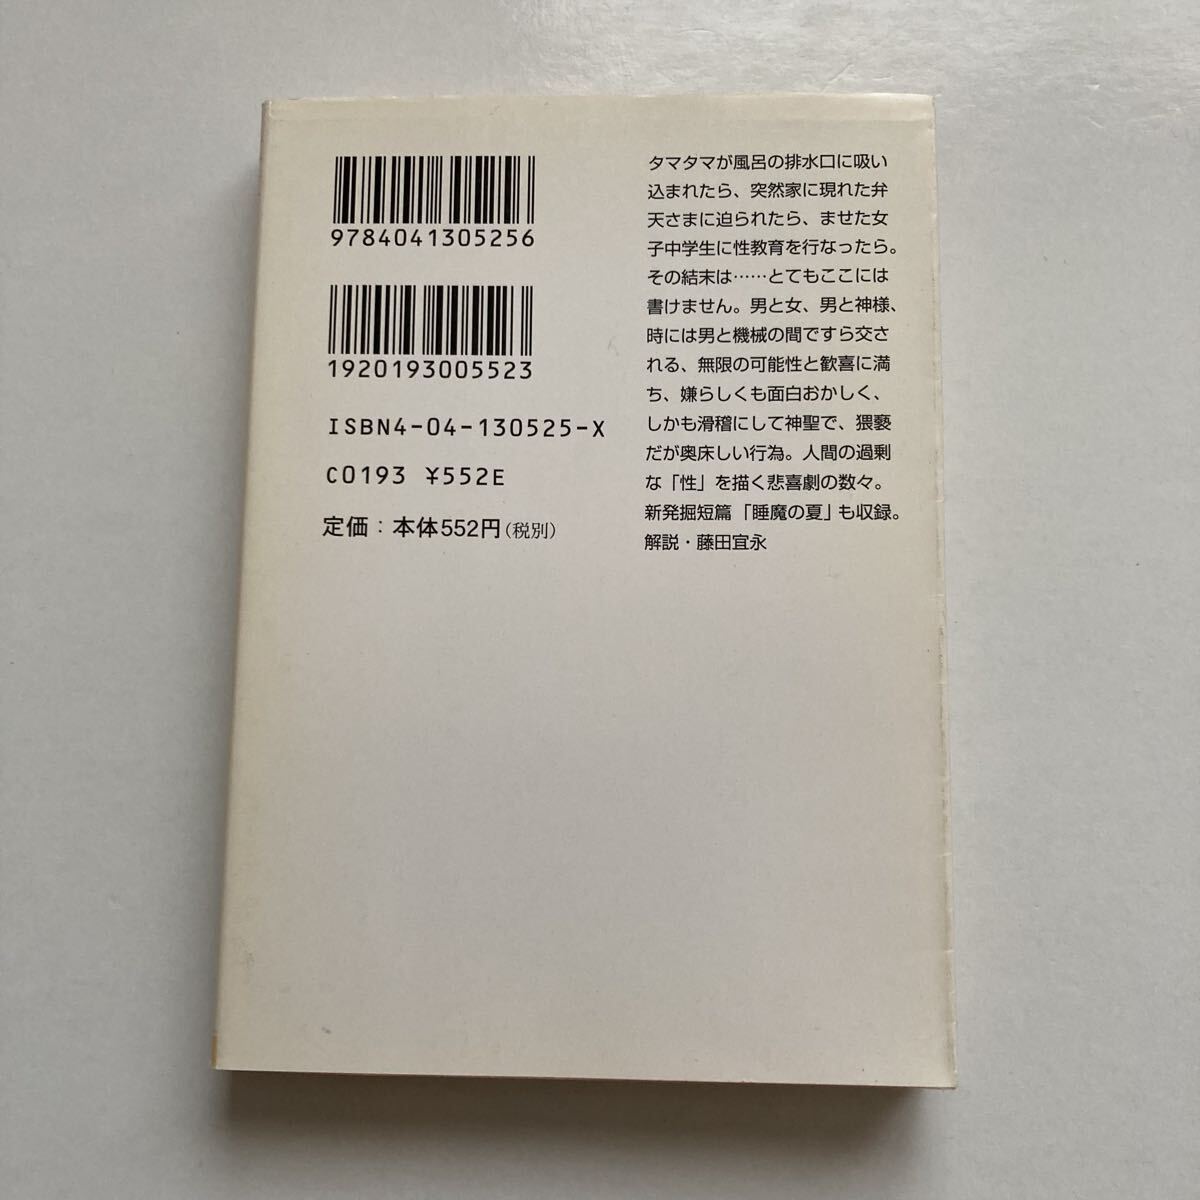 9784041305256
1920193005523
ISBN4-04-130525-X
C0193 ¥552E
定価：本体552円（税別）
タマタマが風呂の排水口に吸い
込まれたら、突然家に現れた弁
天さまに迫られたら、ませた女
子中学生に性教育を行なったら。
その結末は……とてもここには
書けません。男と女、男と神様、
時には男と機械の間ですら交さ
れる、無限の可能性と歓喜に満
ち、嫌らしくも面白おかしく、
しかも滑稽にして神聖で、猥褻
だが奥床しい行為。人間の過剰
な「性」を描く悲喜劇の数々。
新発掘短篇「睡魔の夏」も収録。
解説・藤田宜永